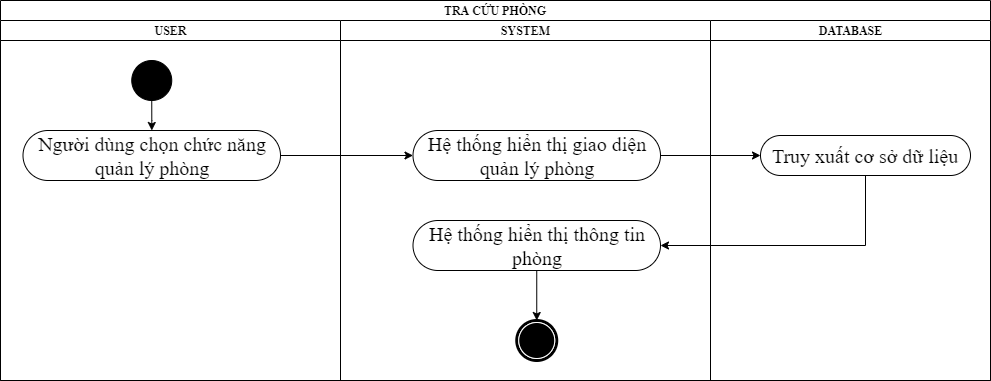 TRA CỨU PHÒNG
USER
SYSTEM
DATABASE
Người dùng chọn chức năng
quản lý phòng
Hệ thống hiển thị giao diện
quản lý phòng
Truy xuất cơ sở dữ liệu
Hệ thống hiển thị thông tin
phòng